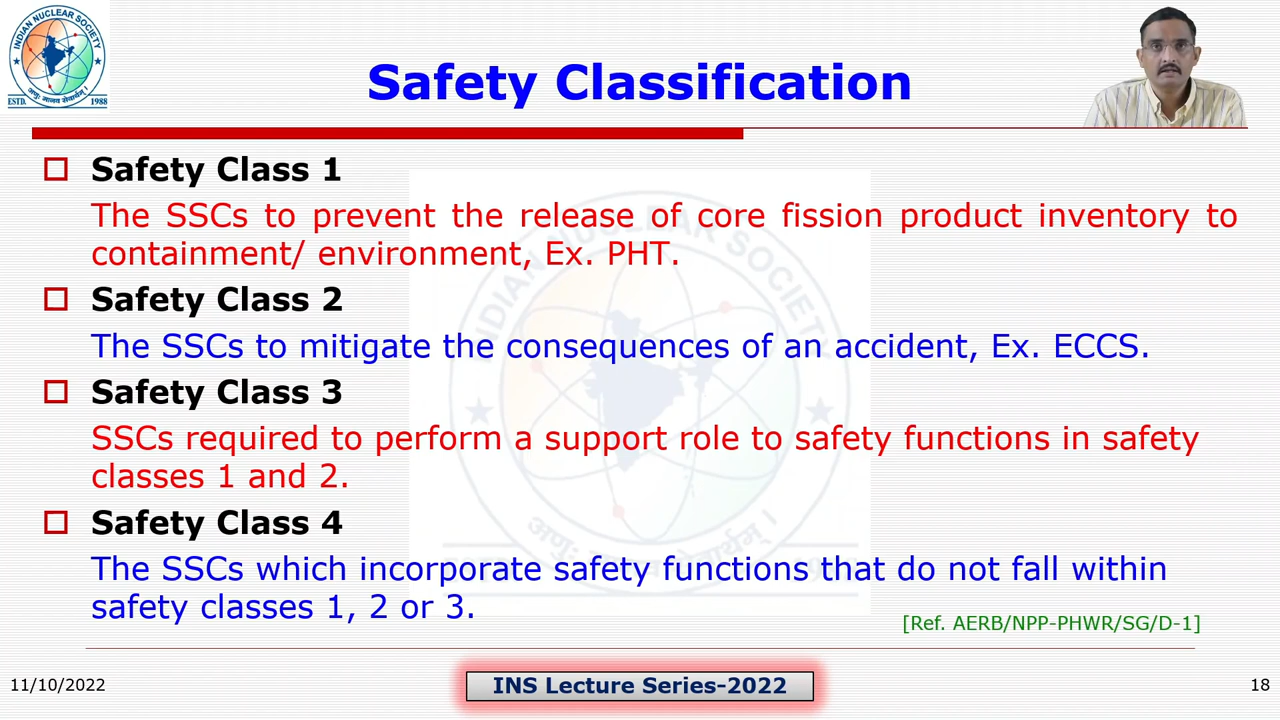 INDIAN NUCLEAR SOCIETY
ESTD. 1988
Safety Classification
Safety Class 1
The SSCs to prevent the release of core fission product inventory to
containment/ environment, Ex. PHT.
Safety Class 2
The SSCs to mitigate the consequences of an accident, Ex. ECCS.
Safety Class 3
SSCs required to perform a support role to safety functions in safety
classes 1 and 2.
Safety Class 4
The SSCs which incorporate safety functions that do not fall within
safety classes 1, 2 or 3.
[Ref. AERB/NPP-PHWR/SG/D-1]
11/10/2022
INS Lecture Series-2022
18